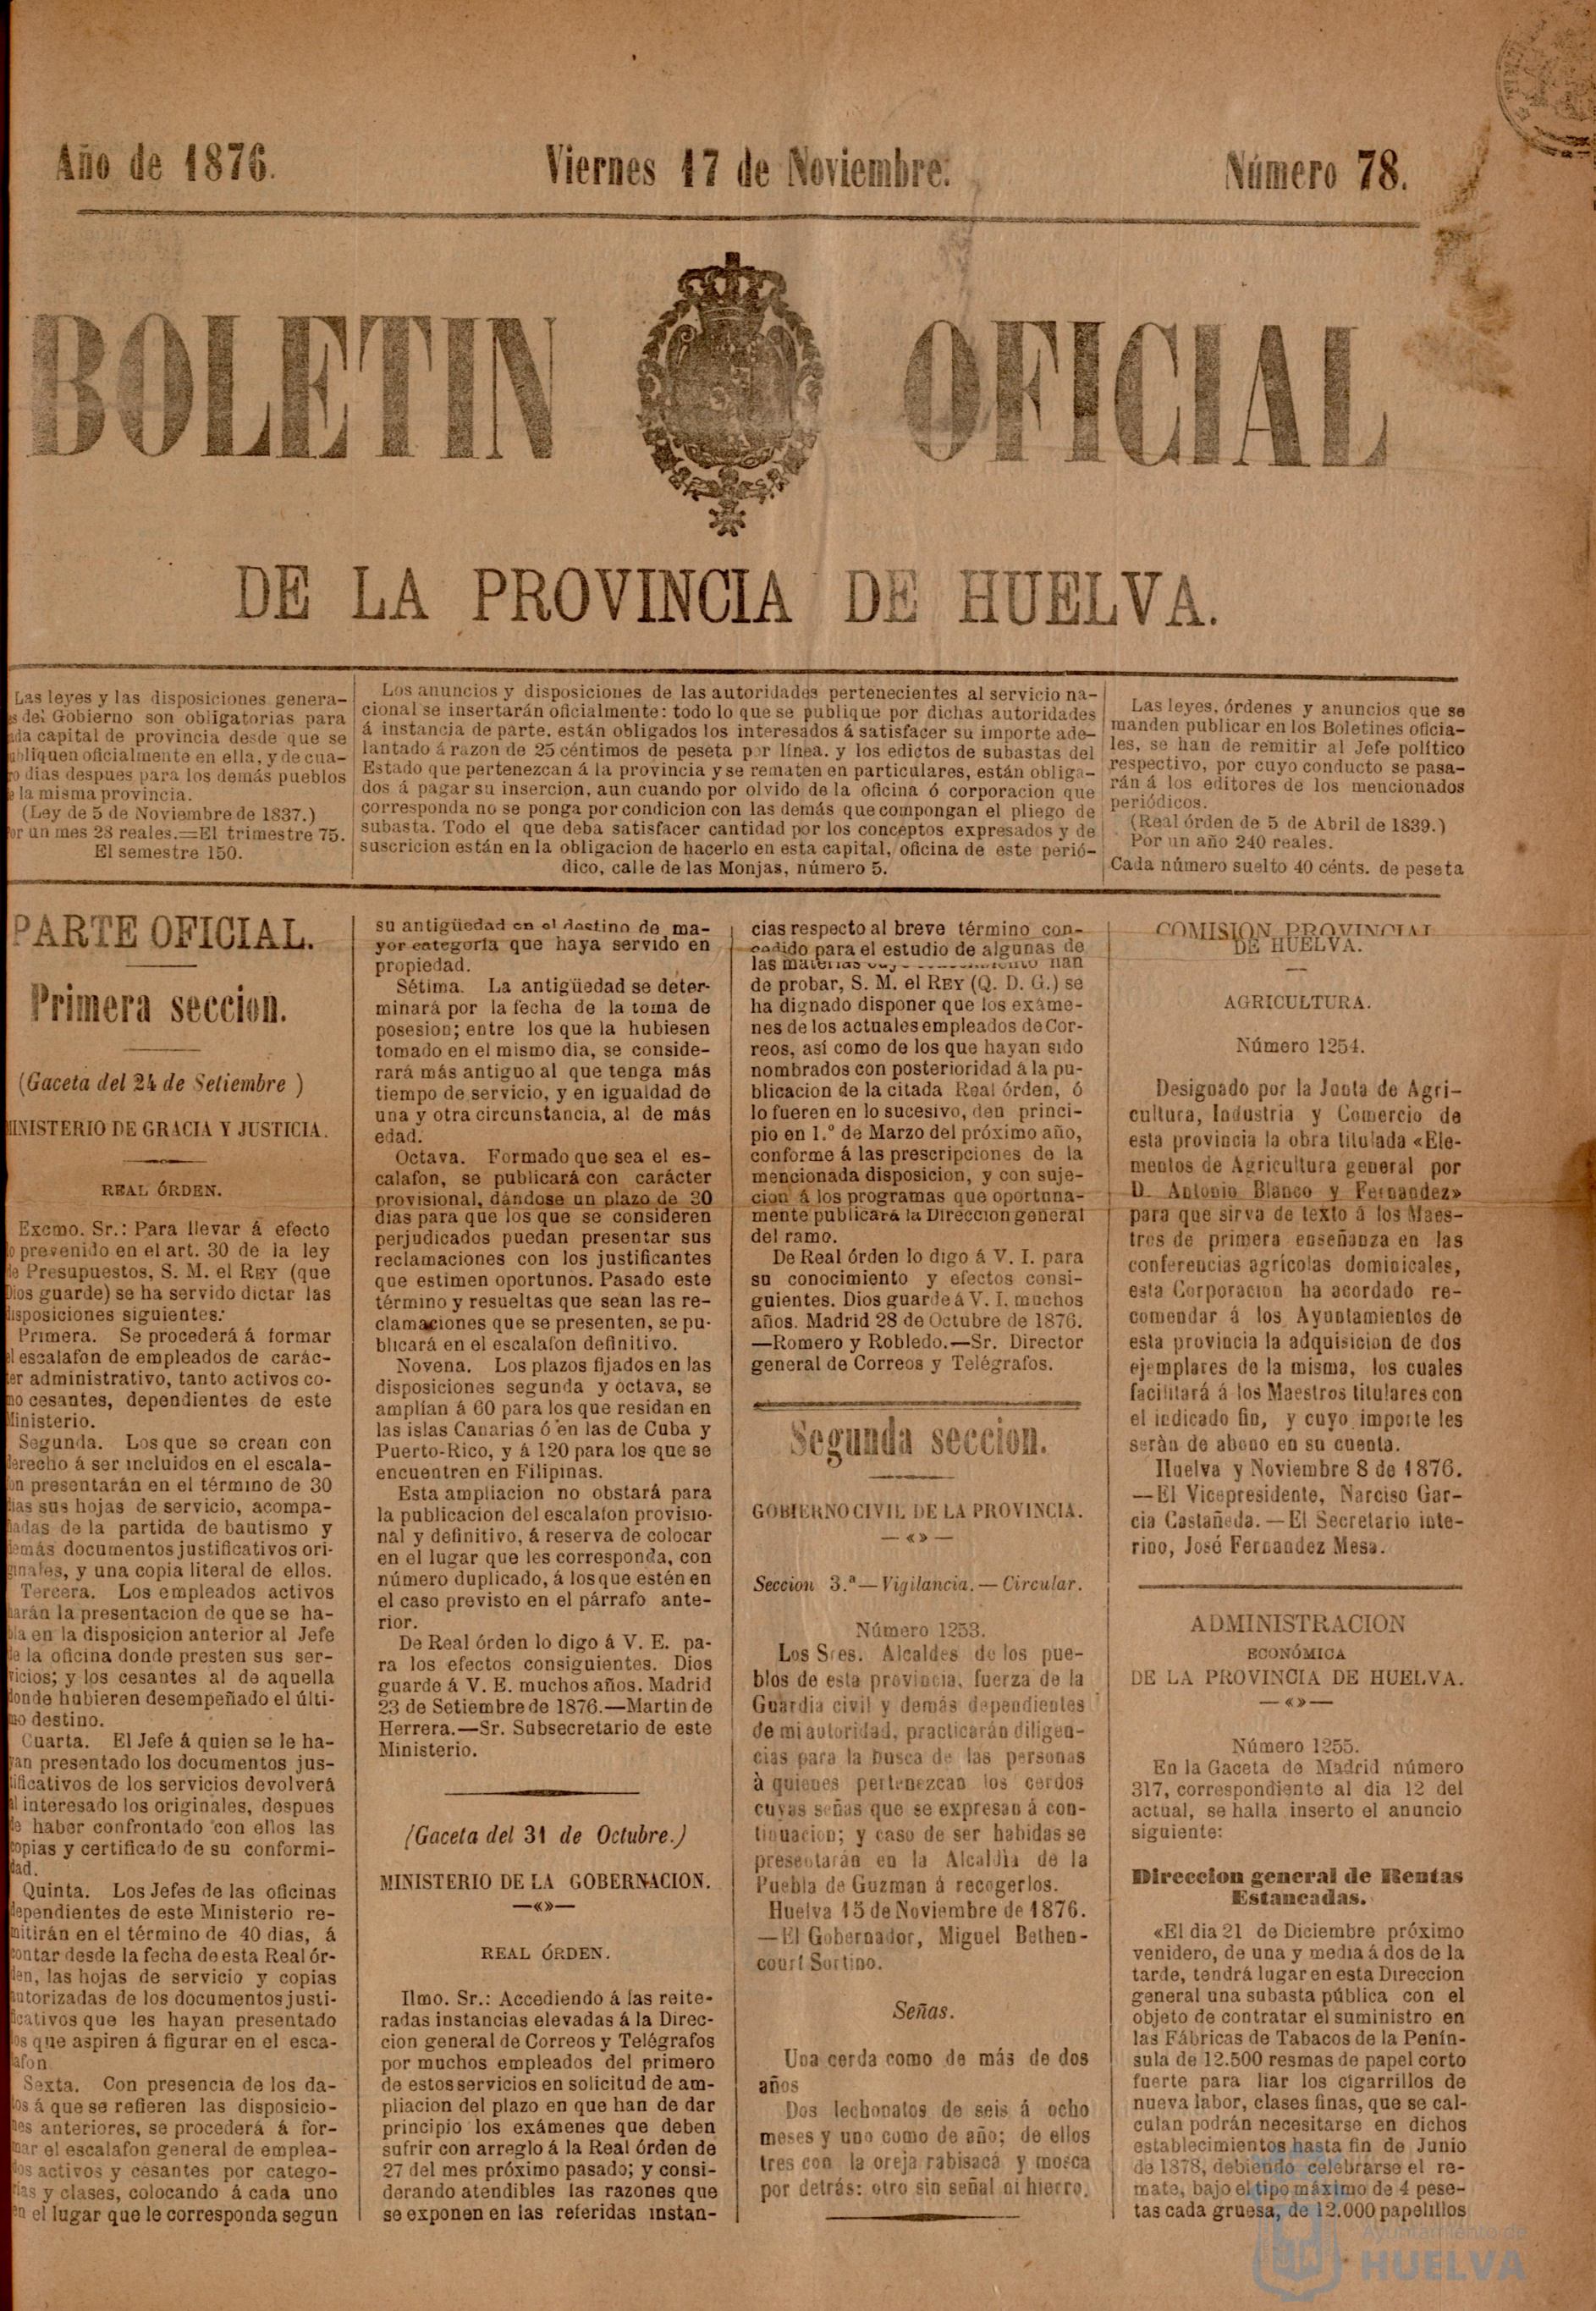 Año de 1876.
Viernes 17 de Noviembre.
Número 78.
BOLETIN OFICIAL
DE LA PROVINCIA DE HUELVA.
Las leyes y las disposiciones genera-
es del Gobierno son obligatorias para
ada capital de provincia desde que se
ubliquen oficialmente en ella, y de cua-
ro dias despues para los demás pueblos
e la misma provincia.
(Ley de 5 de Noviembre de 1837.)
or un mes 28 reales.=El trimestre 75.
El semestre 150.
Los anuncios y disposiciones de las autoridades pertenecientes al servicio na-
cional se insertarán oficialmente: todo lo que se publique por dichas autoridades
á instancia de parte, están obligados los interesados á satisfacer su importe ade-
lantado á razon de 25 céntimos de peseta por línea, y los edictos de subastas del
Estado que pertenezcan á la provincia y se rematen en particulares, están obliga-
dos á pagar su insercion, aun cuando por olvido de la oficina ó corporacion que
corresponda no se ponga por condicion con las demás que compongan el pliego de
subasta. Todo el que deba satisfacer cantidad por los conceptos expresados y de
suscricion están en la obligacion de hacerlo en esta capital, oficina de este perió-
dico, calle de las Monjas, número 5.
Las leyes, órdenes y anuncios que se
manden publicar en los Boletines oficia-
les, se han de remitir al Jefe político
respectivo, por cuyo conducto se pasa-
rán á los editores de los mencionados
periódicos.
(Real órden de 5 de Abril de 1839.)
Por un año 240 reales.
Cada número suelto 40 cénts. de peseta
PARTE OFICIAL.
Primera seccion.
(Gaceta del 24 de Setiembre )
MINISTERIO DE GRACIA Y JUSTICIA.
REAL ÓRDEN.
Excmo. Sr.: Para llevar á efecto
lo prevenido en el art. 30 de la ley
de Presupuestos, S. M. el REY (que
Dios guarde) se ha servido dictar las
disposiciones siguientes:
Primera. Se procederá á formar
el escalafon de empleados de carác-
ter administrativo, tanto activos co-
mo cesantes, dependientes de este
Ministerio.
Segunda. Los que se crean con
derecho á ser incluidos en el escala-
on presentarán en el término de 30
dias sus hojas de servicio, acompa-
ñadas de la partida de bautismo y
demás documentos justificativos ori-
ginales, y una copia literal de ellos.
Tercera. Los empleados activos
harán la presentacion de que se ha-
bla en la disposicion anterior al Jefe
de la oficina donde presten sus ser-
vicios; y los cesantes al de aquella
donde hubieren desempeñado el últi-
mo destino.
Cuarta. El Jefe á quien se le ha-
yan presentado los documentos jus-
tificativos de los servicios devolverá
al interesado los originales, despues
de haber confrontado con ellos las
copias y certificado de su conformi-
dad.
Quinta. Los Jefes de las oficinas
dependientes de este Ministerio re-
mitirán en el término de 40 dias, á
contar desde la fecha de esta Real ór-
den, las hojas de servicio y copias
autorizadas de los documentos justi-
ficativos que les hayan presentado
los que aspiren á figurar en el esca-
lafon.
Sexta. Con presencia de los da-
tos á que se refieren las disposicio-
nes anteriores, se procederá á for-
mar el escalafon general de emplea-
dos activos y cesantes por catego-
rías y clases, colocando á cada uno
en el lugar que le corresponda segun
su antigüedad en el destino de ma-
yor categoría que haya servido en
propiedad.
Sétima. La antigüedad se deter-
minará por la fecha de la toma de
posesion; entre los que la hubiesen
tomado en el mismo dia, se conside-
rará más antiguo al que tenga más
tiempo de servicio, y en igualdad de
una y otra circunstancia, al de más
edad.
Octava. Formado que sea el es-
calafon, se publicará con carácter
provisional, dándose un plazo de 30
dias para que los que se consideren
perjudicados puedan presentar sus
reclamaciones con los justificantes
que estimen oportunos. Pasado este
término y resueltas que sean las re-
clamaciones que se presenten, se pu-
blicará en el escalafon definitivo.
Novena. Los plazos fijados en las
disposiciones segunda y octava, se
amplían á 60 para los que residan en
las islas Canarias ó en las de Cuba y
Puerto-Rico, y á 120 para los que se
encuentren en Filipinas.
Esta ampliacion no obstará para
la publicacion del escalafon provisio-
nal y definitivo, á reserva de colocar
en el lugar que les corresponda, con
número duplicado, á los que estén en
el caso previsto en el párrafo ante-
rior.
De Real órden lo digo á V. E. pa-
ra los efectos consiguientes. Dios
guarde á V. E. muchos años. Madrid
23 de Setiembre de 1876.—Martin de
Herrera.—Sr. Subsecretario de este
Ministerio.
(Gaceta del 31 de Octubre.)
MINISTERIO DE LA GOBERNACION.
—«»—
REAL ÓRDEN.
Ilmo. Sr.: Accediendo á las reite-
radas instancias elevadas á la Direc-
cion general de Correos y Telégrafos
por muchos empleados del primero
de estos servicios en solicitud de am-
pliacion del plazo en que han de dar
principio los exámenes que deben
sufrir con arreglo á la Real órden de
27 del mes próximo pasado; y consi-
derando atendibles las razones que
se exponen en las referidas instan-
cias respecto al breve término con-
cedido para el estudio de algunas de
las materias cuyo conocimiento han
de probar, S. M. el REY (Q. D. G.) se
ha dignado disponer que los exáme-
nes de los actuales empleados de Cor-
reos, así como de los que hayan sido
nombrados con posterioridad á la pu-
blicacion de la citada Real órden, ó
lo fueren en lo sucesivo, den princi-
pio en 1.º de Marzo del próximo año,
conforme á las prescripciones de la
mencionada disposicion, y con suje-
cion á los programas que oportuna-
mente publicará la Direccion general
del ramo.
De Real órden lo digo á V. I. para
su conocimiento y efectos consi-
guientes. Dios guarde á V. I. muchos
años. Madrid 28 de Octubre de 1876.
—Romero y Robledo.—Sr. Director
general de Correos y Telégrafos.
Segunda seccion.
GOBIERNO CIVIL DE LA PROVINCIA.
—«»—
Seccion 3.ª—Vigilancia.—Circular.
Número 1253.
Los Sres. Alcaldes de los pue-
blos de esta provincia, fuerza de la
Guardia civil y demás dependientes
de mi autoridad, practicarán diligen-
cias para la busca de las personas
à quienes pertenezcan los cerdos
cuyas señas que se expresan á con-
tinuacion; y caso de ser habidas se
presentarán en la Alcaldìa de la
Puebla de Guzman á recogerlos.
Huelva 15 de Noviembre de 1876.
—El Gobernador, Miguel Bethen-
court Sortino.
Señas.
Una cerda como de más de dos
años
Dos lechonatos de seis á ocho
meses y uno como de año; de ellos
tres con la oreja rabisaca y mosca
por detrás: otro sin señal ni hierro.
COMISION PROVINCIAL
DE HUELVA.
AGRICULTURA.
Número 1254.
Designado por la Junta de Agri-
cultura, Industria y Comercio de
esta provincia la obra titulada «Ele-
mentos de Agricultura general por
D. Antonio Blanco y Fernandez»
para que sirva de texto á los Maes-
tros de primera enseñanza en las
conferencias agrícolas dominicales,
esta Corporacion ha acordado re-
comendar á los Ayuntamientos de
esta provincia la adquisicion de dos
ejemplares de la misma, los cuales
facilitará á los Maestros titulares con
el indicado fin, y cuyo importe les
seràn de abono en su cuenta.
Huelva y Noviembre 8 de 1876.
—El Vicepresidente, Narciso Gar-
cia Castañeda.—El Secretario inte-
rino, José Fernandez Mesa.
ADMINISTRACION
ECONÓMICA
DE LA PROVINCIA DE HUELVA.
—«»—
Número 1255.
En la Gaceta de Madrid número
317, correspondiente al dia 12 del
actual, se halla inserto el anuncio
siguiente:
Direccion general de Rentas
Estancadas.
«El dia 21 de Diciembre próximo
venidero, de una y media á dos de la
tarde, tendrá lugar en esta Direccion
general una subasta pública con el
objeto de contratar el suministro en
las Fábricas de Tabacos de la Penín-
sula de 12.500 resmas de papel corto
fuerte para liar los cigarrillos de
nueva labor, clases finas, que se cal-
culan podrán necesitarse en dichos
establecimientos hasta fin de Junio
de 1878, debiendo celebrarse el re-
mate, bajo el tipo máximo de 4 pese-
tas cada gruesa, de 12.000 papelillos
Ayuntamiento de
HUELVA